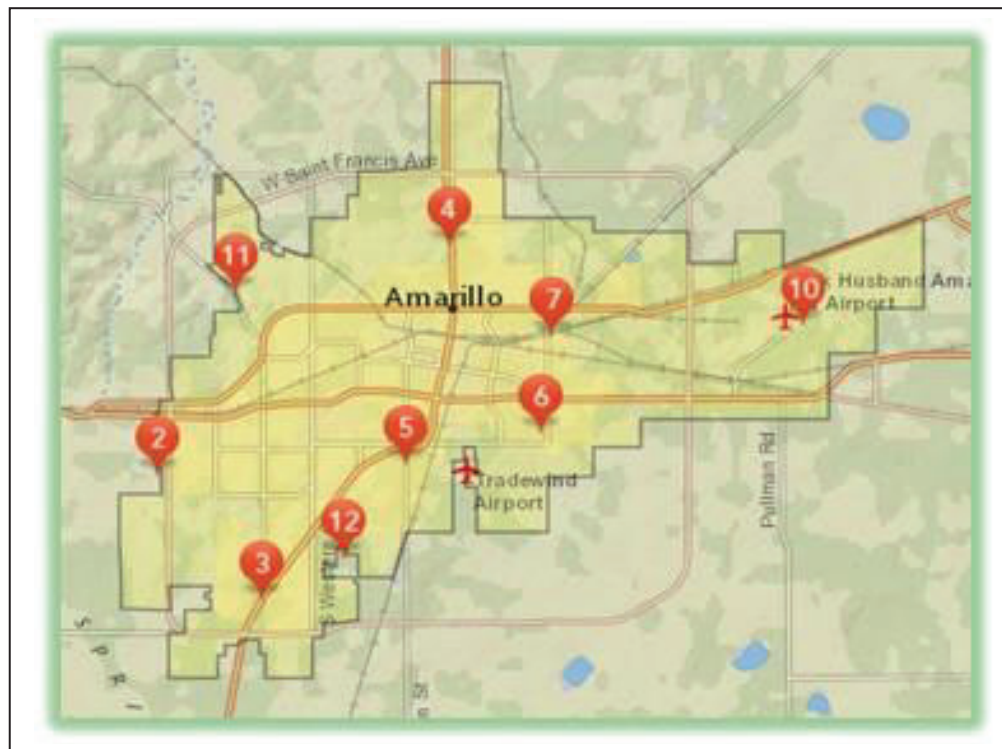 W Saint Francis Ave
4
11
Amarillo
7
10
k Husband Ama
Airport
2
5
6
Tradewind
Airport
Pullman Rd
12
3
S We